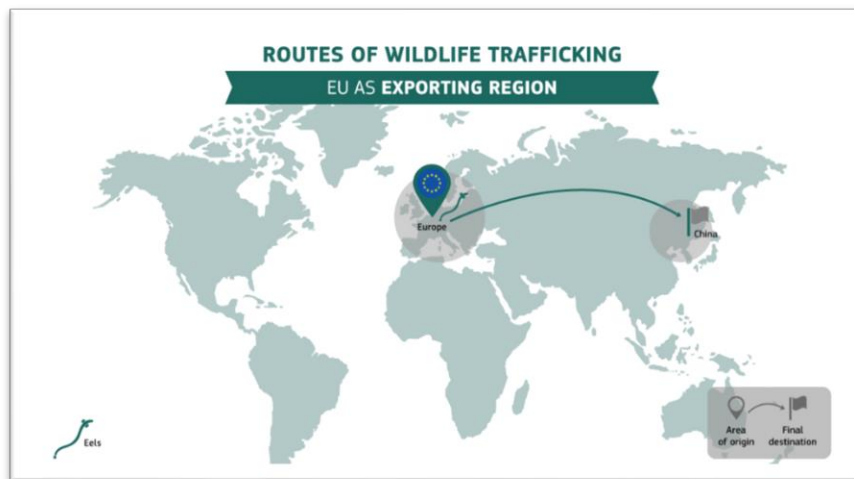 ROUTES OF WILDLIFE TRAFFICKING
EU AS EXPORTING REGION
Europe
China
Eels
Area
of origin
Final
destination